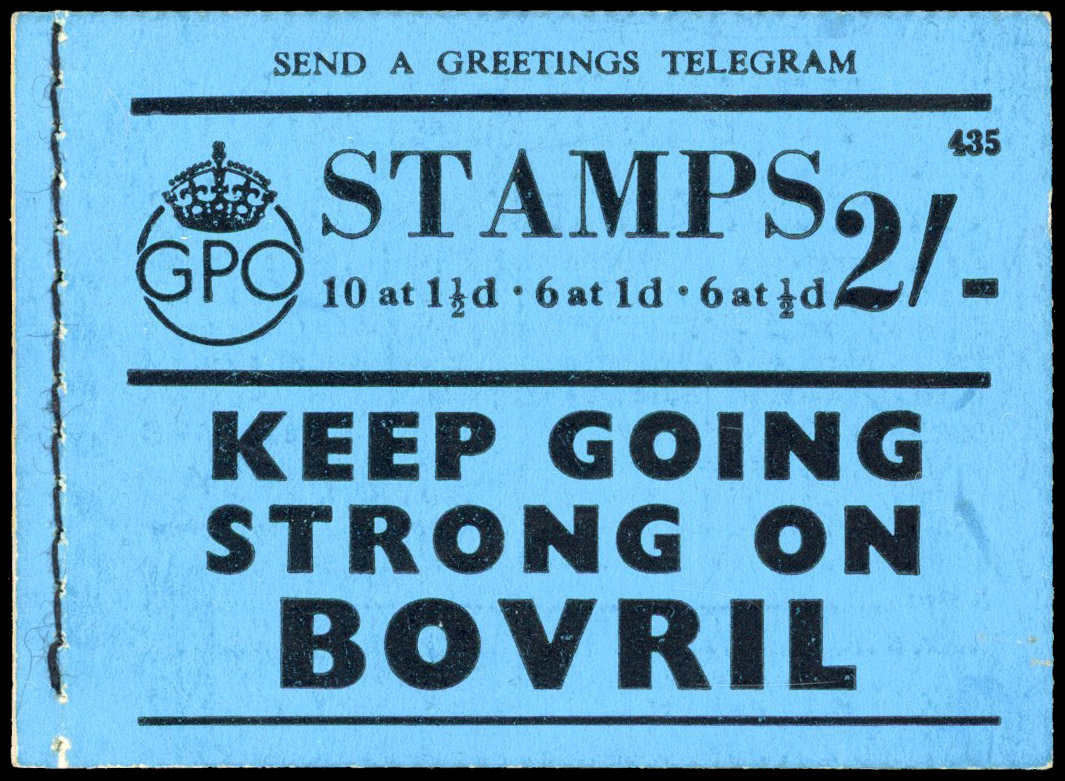 SEND A GREETINGS TELEGRAM
435
STAMPS 2/-
GPO
10 at 1½d · 6 at 1d · 6 at ½d
KEEP GOING
STRONG ON
BOVRIL